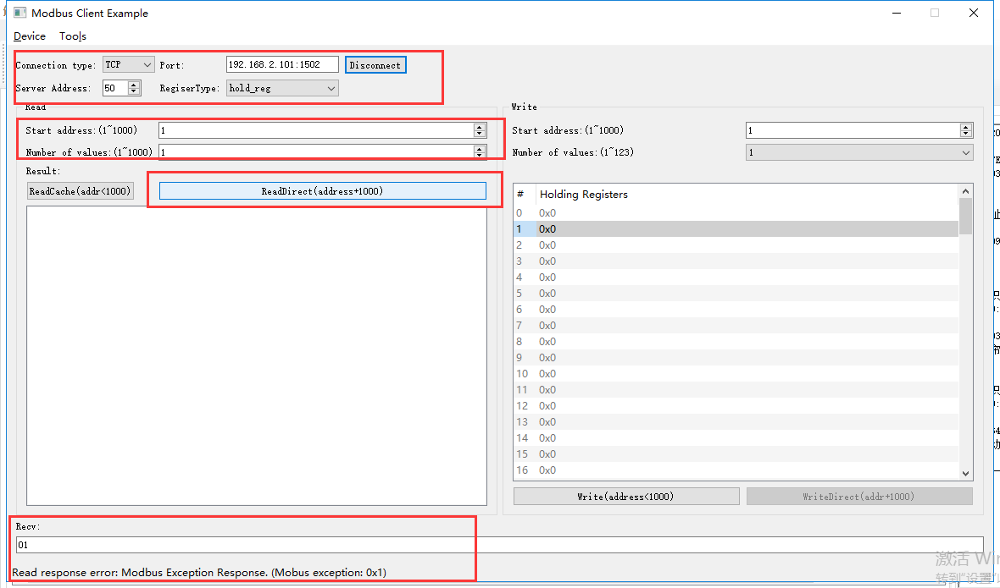 Modbus Client Example
Device Tools
Connection type: TCP Port: 192.168.2.101:1502 Disconnect
Server Address: 50 RegiserType: hold_reg
Read
Start address:(1~1000) 1
Number of values:(1~1000) 1
Result:
ReadCache(addr<1000) ReadDirect(address+1000)
Write
Start address:(1~1000) 1
Number of values:(1~123) 1
# Holding Registers
0 0x0
1 0x0
2 0x0
3 0x0
4 0x0
5 0x0
6 0x0
7 0x0
8 0x0
9 0x0
10 0x0
11 0x0
12 0x0
13 0x0
14 0x0
15 0x0
16 0x0
Write(address<1000) WriteDirect(addr+1000)
Recv:
01
Read response error: Modbus Exception Response. (Mobus exception: 0x1)
激活 Win
转到"设置"